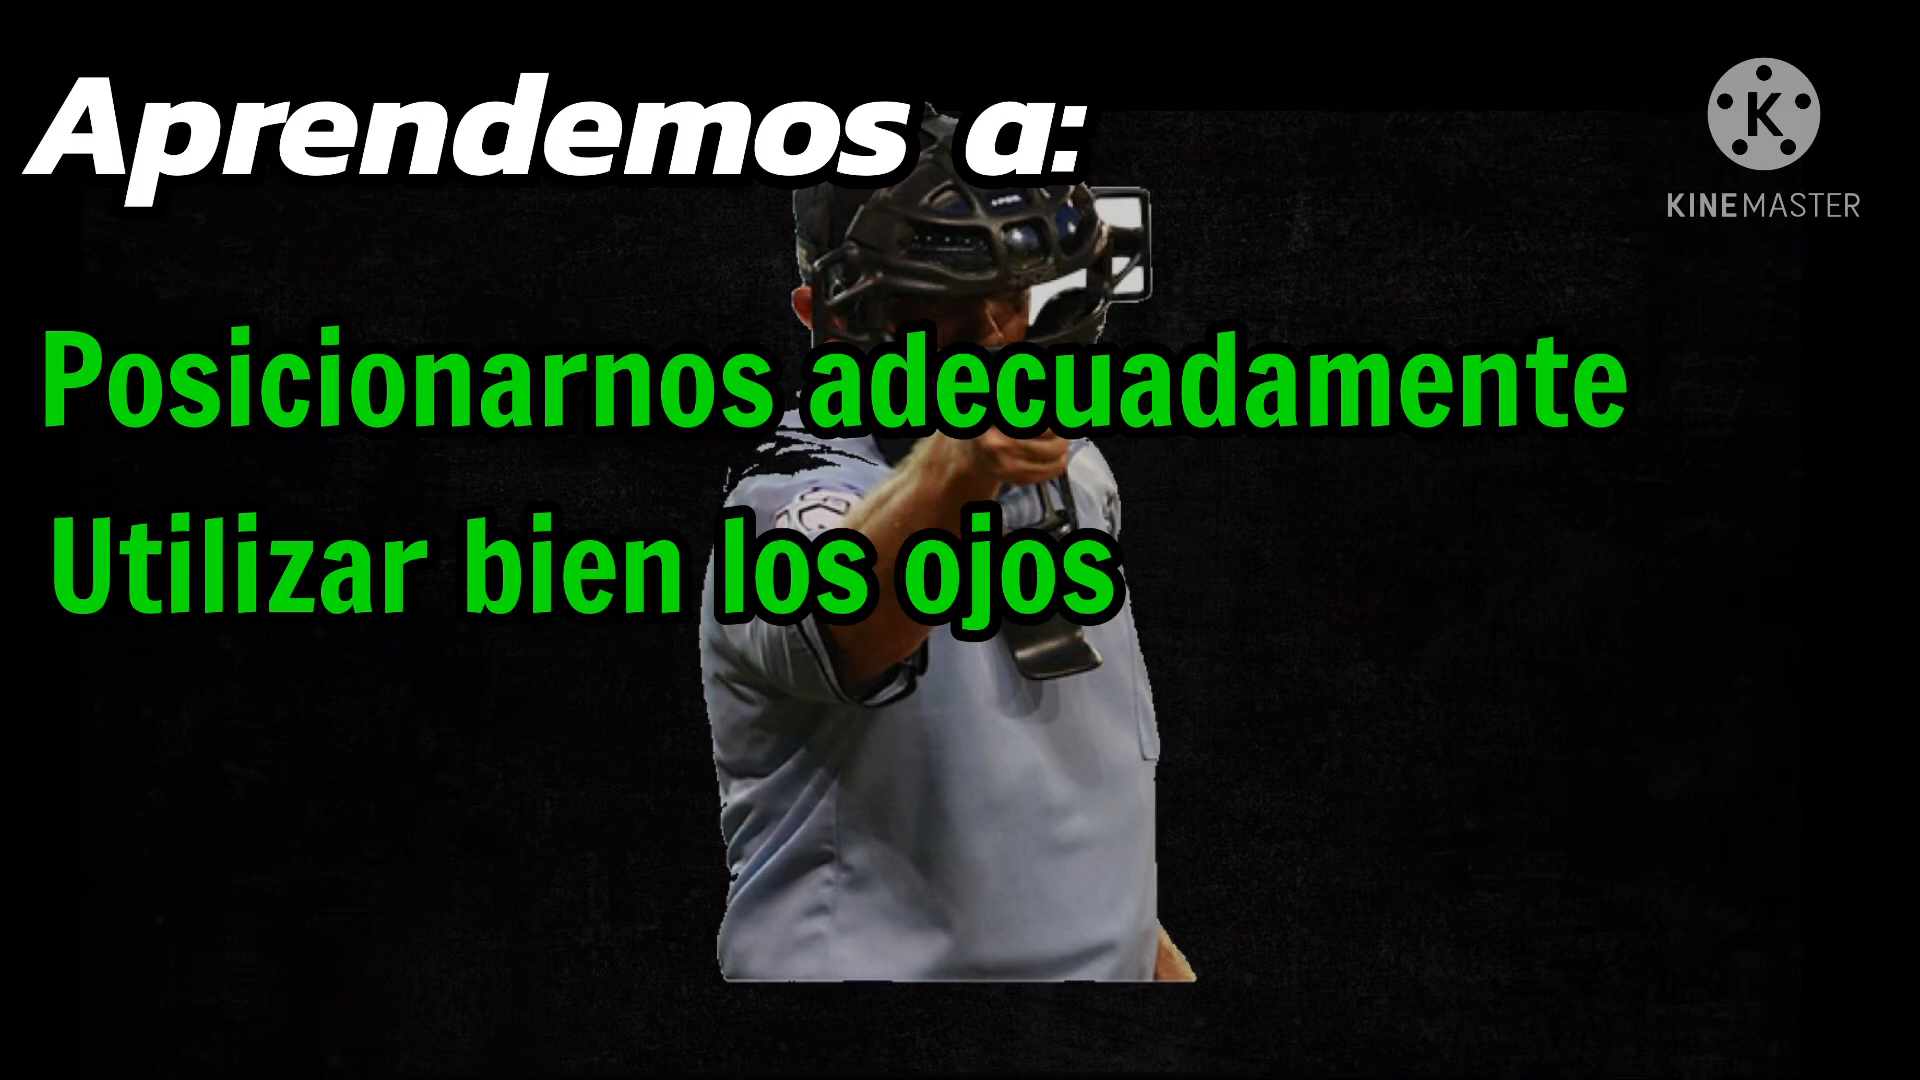 Aprendemos a:
K
KINEMASTER
Posicionarnos adecuadamente
Utilizar bien los ojos